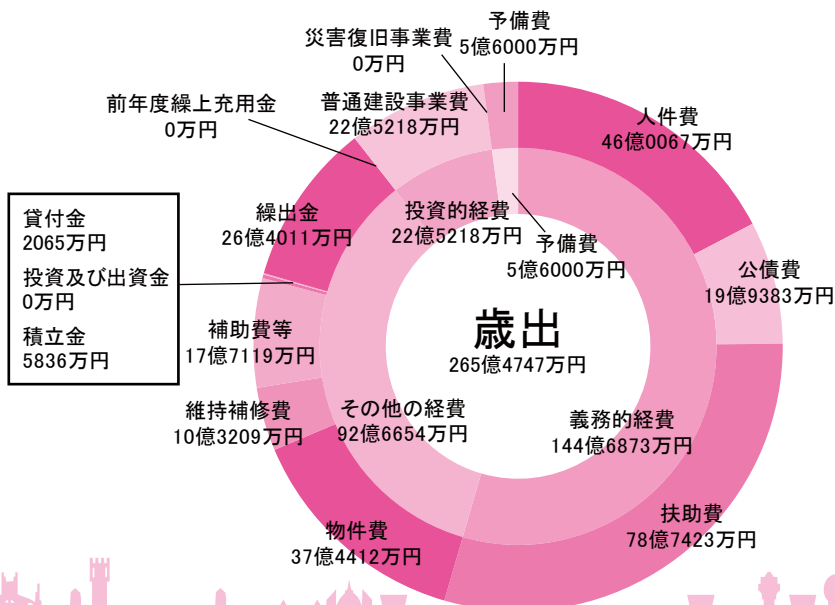 予備費
5億6000万円
災害復旧事業費
0万円
前年度繰上充用金
0万円
普通建設事業費
22億5218万円
人件費
46億0067万円
貸付金
2065万円
投資及び出資金
0万円
積立金
5836万円
繰出金
26億4011万円
投資的経費
22億5218万円
予備費
5億6000万円
公債費
19億9383万円
歳出
265億4747万円
補助費等
17億7119万円
維持補修費
10億3209万円
その他の経費
92億6654万円
義務的経費
144億6873万円
物件費
37億4412万円
扶助費
78億7423万円